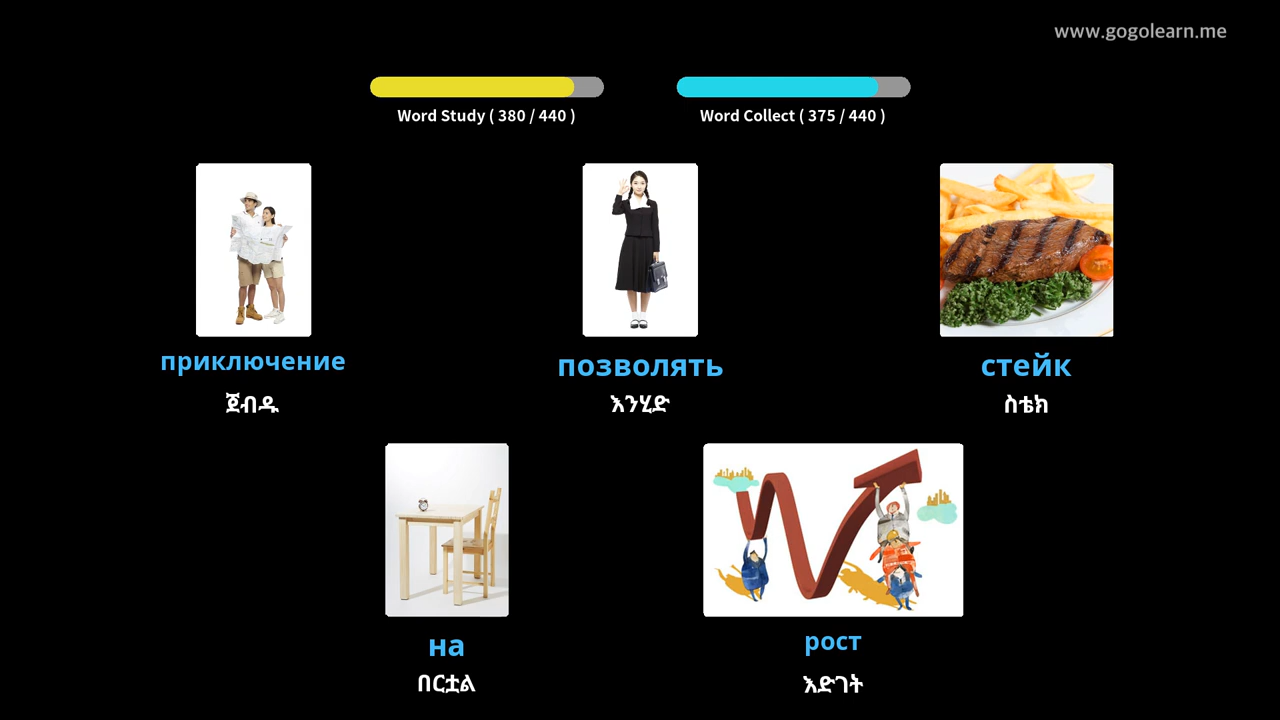 www.gogolearn.me
Word Study ( 380 / 440 )
Word Collect ( 375 / 440 )
приключение
ጀብዱ
позволять
እንሂድ
стейк
ስቴክ
на
በርቷል
рост
እድገት